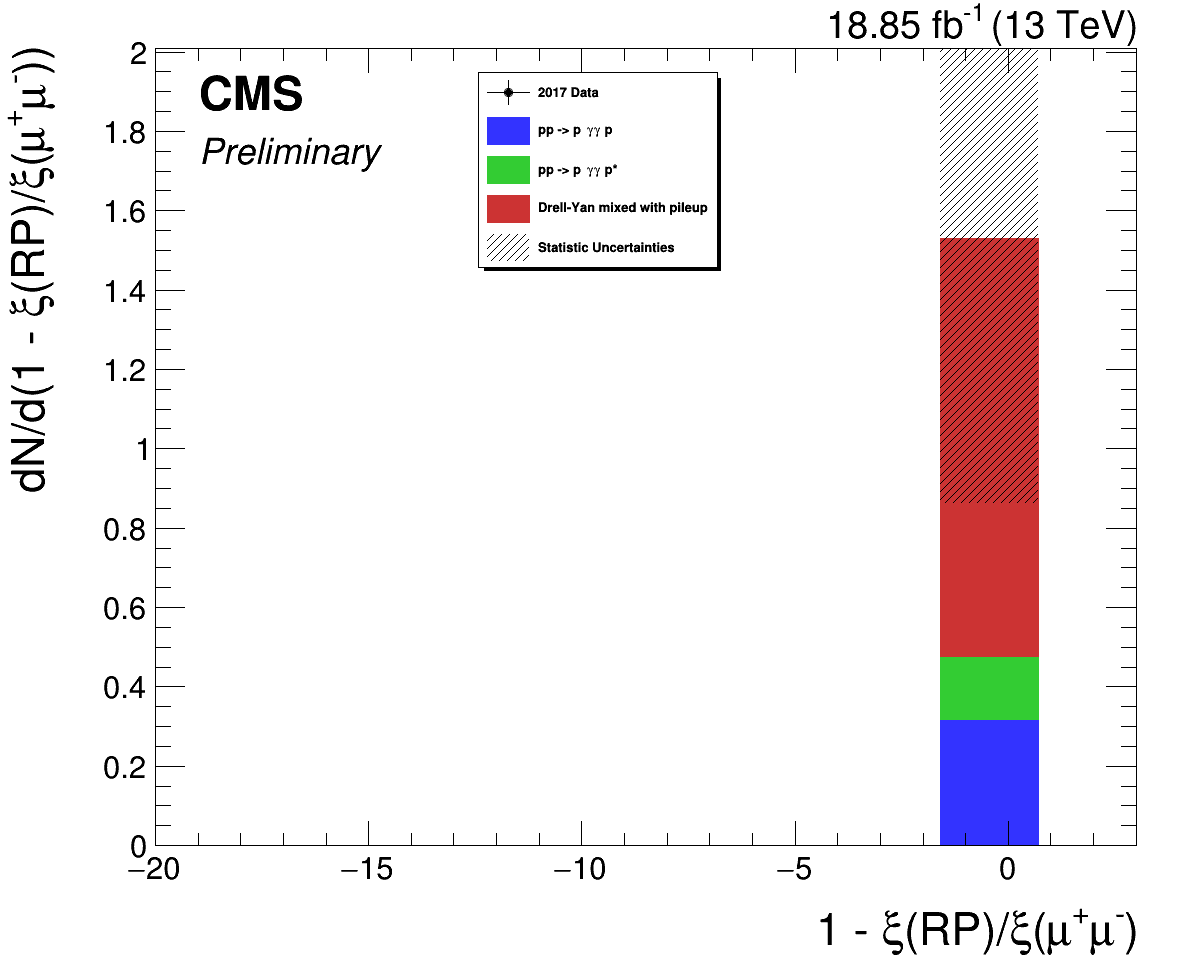 18.85 fb⁻¹ (13 TeV)
CMS
Preliminary
2017 Data
pp -> p γγ p
pp -> p γγ p*
Drell-Yan mixed with pileup
Statistic Uncertainties
dN/d(1 - ξ(RP)/ξ(μ⁺μ⁻))
2
1.8
1.6
1.4
1.2
1
0.8
0.6
0.4
0.2
0
−20 −15 −10 −5 0
1 - ξ(RP)/ξ(μ⁺μ⁻)